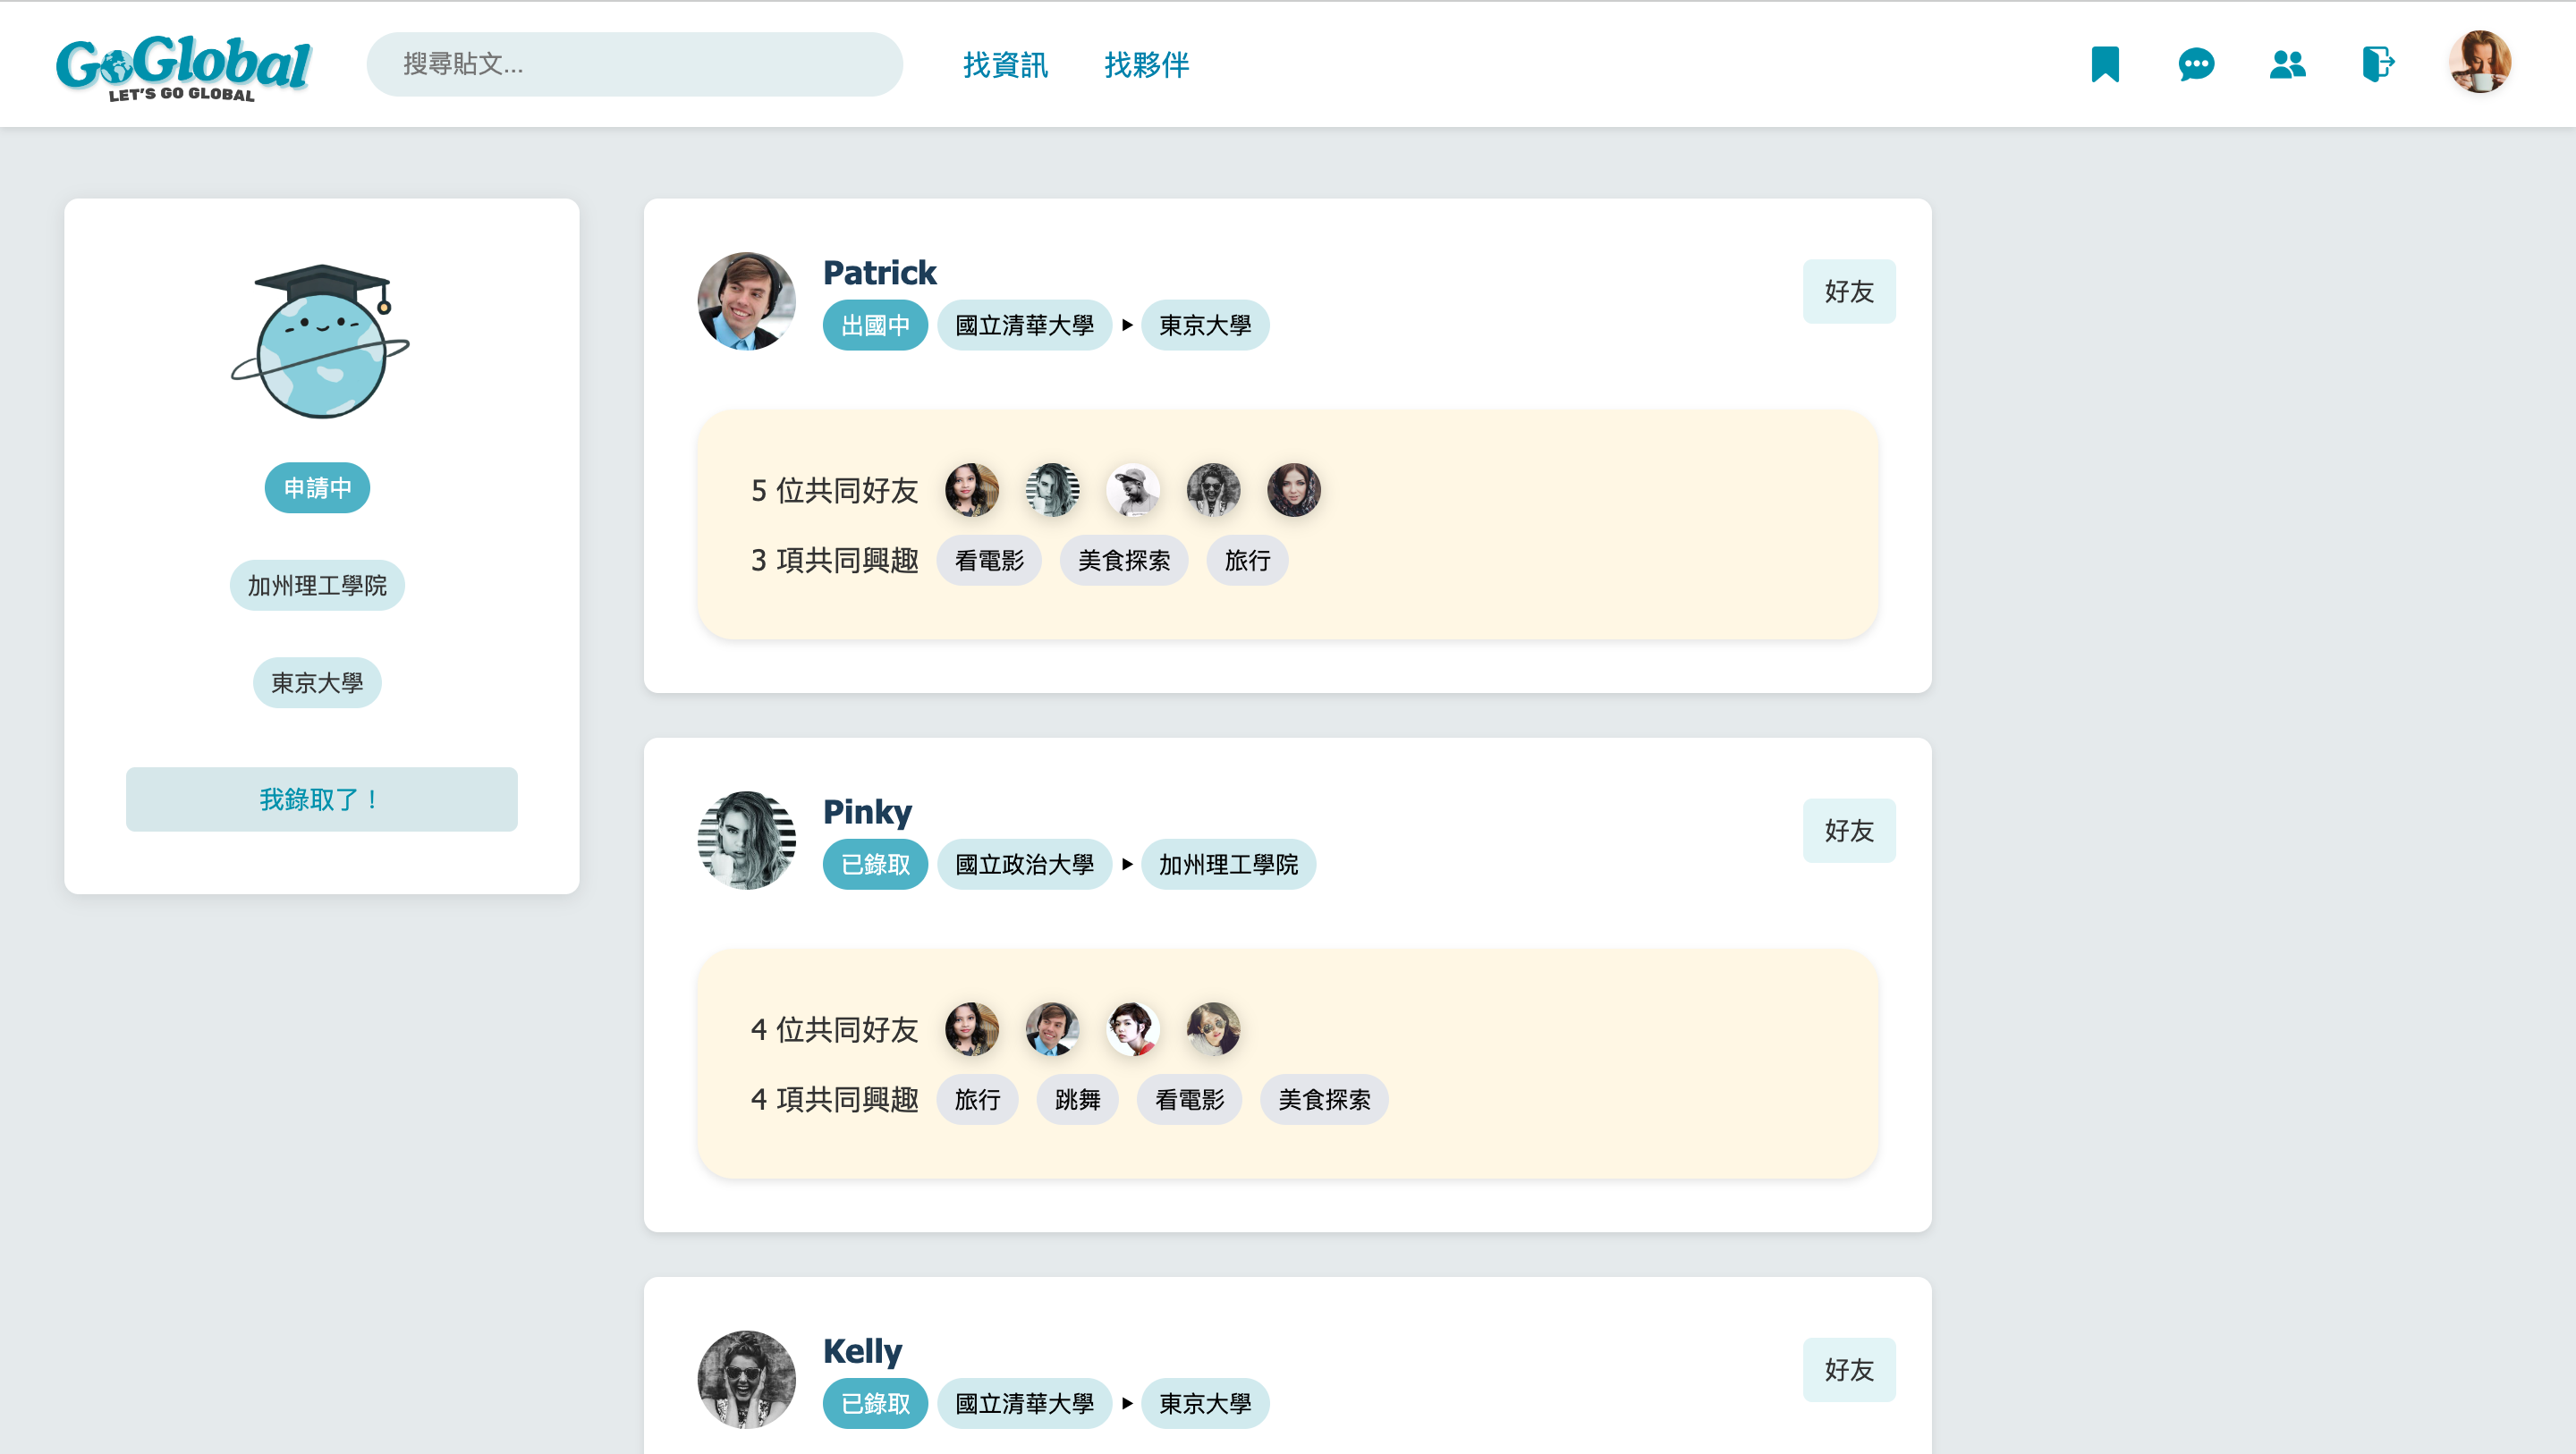 GoGlobal
LET'S GO GLOBAL
搜尋貼文...
找資訊
找夥伴
申請中
加州理工學院
東京大學
我錄取了！
Patrick
出國中 國立清華大學 ▸ 東京大學
好友
5 位共同好友
3 項共同興趣 看電影 美食探索 旅行
Pinky
已錄取 國立政治大學 ▸ 加州理工學院
好友
4 位共同好友
4 項共同興趣 旅行 跳舞 看電影 美食探索
Kelly
已錄取 國立清華大學 ▸ 東京大學
好友